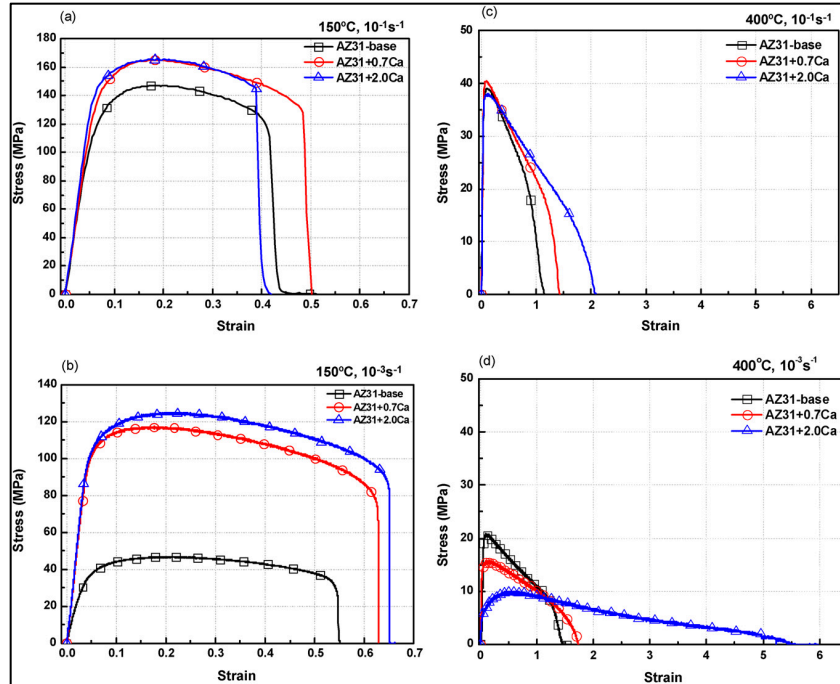 (a)
150ºC, 10⁻¹s⁻¹
AZ31-base
AZ31+0.7Ca
AZ31+2.0Ca
Stress (MPa)
180
160
140
120
100
80
60
40
20
0
0.0 0.1 0.2 0.3 0.4 0.5 0.6 0.7
Strain
(c)
400ºC, 10⁻¹s⁻¹
AZ31-base
AZ31+0.7Ca
AZ31+2.0Ca
Stress (MPa)
50
40
30
20
10
0
0 1 2 3 4 5 6
Strain
(b)
150ºC, 10⁻³s⁻¹
AZ31-base
AZ31+0.7Ca
AZ31+2.0Ca
Stress (MPa)
140
120
100
80
60
40
20
0
0.0 0.1 0.2 0.3 0.4 0.5 0.6 0.7
Strain
(d)
400ºC, 10⁻³s⁻¹
AZ31-base
AZ31+0.7Ca
AZ31+2.0Ca
Stress (MPa)
50
40
30
20
10
0
0 1 2 3 4 5 6
Strain